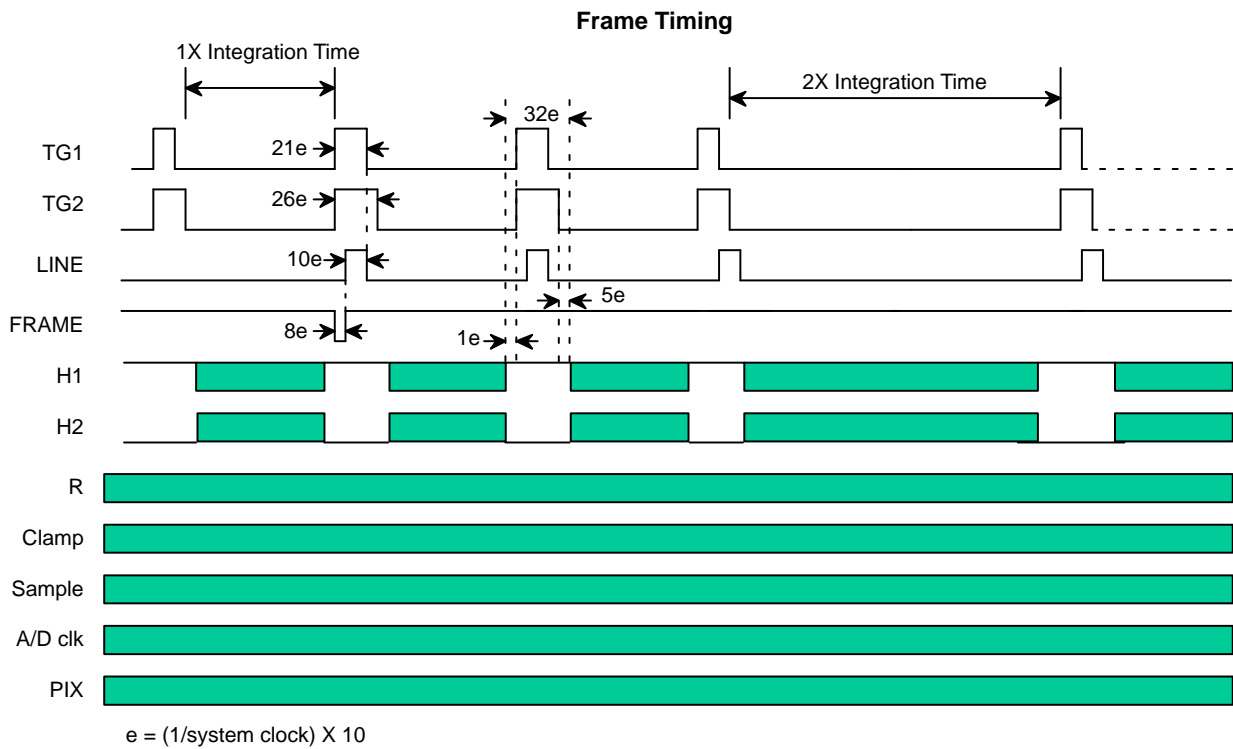 Frame Timing
1X Integration Time
2X Integration Time
32e
TG1
21e
TG2
26e
LINE
10e
5e
FRAME
8e
1e
H1
H2
R
Clamp
Sample
A/D clk
PIX
e = (1/system clock) X 10